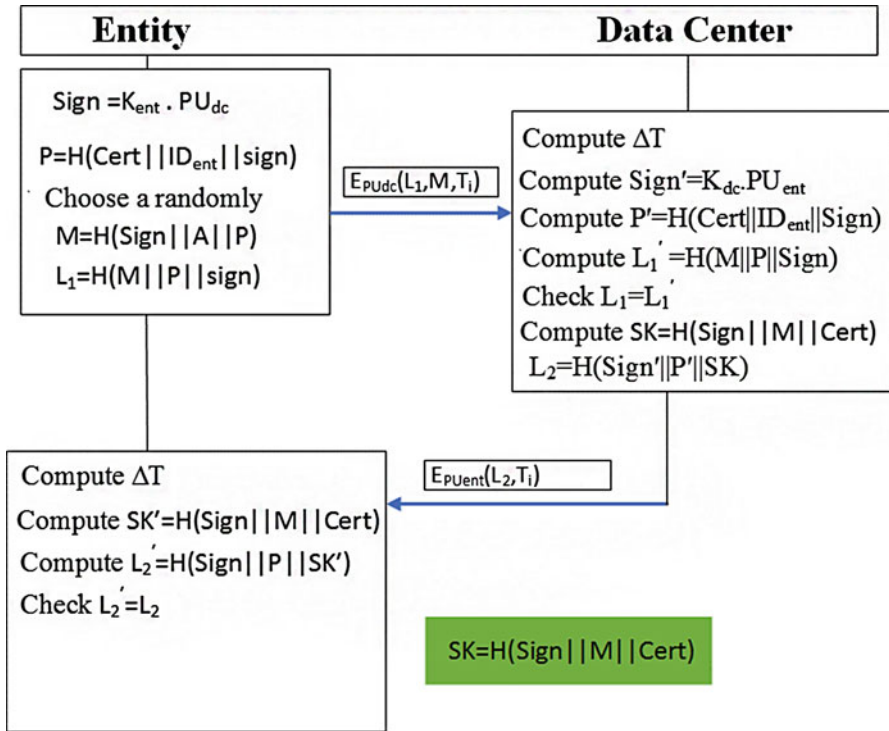 Entity
Data Center
Sign =Kent . PUdc
P=H(Cert||IDent||sign)
Choose a randomly
M=H(Sign||A||P)
L1=H(M||P||sign)
EPUdc(L1,M,Ti)
Compute ΔT
Compute Sign′=Kdc.PUent
Compute P'=H(Cert||IDent||Sign)
Compute L1' =H(M||P||Sign)
Check L1=L1'
Compute SK=H(Sign||M||Cert)
L2=H(Sign'||P'||SK)
EPUent(L2,Ti)
Compute ΔT
Compute SK'=H(Sign||M||Cert)
Compute L2'=H(Sign||P||SK')
Check L2'=L2
SK=H(Sign||M||Cert)